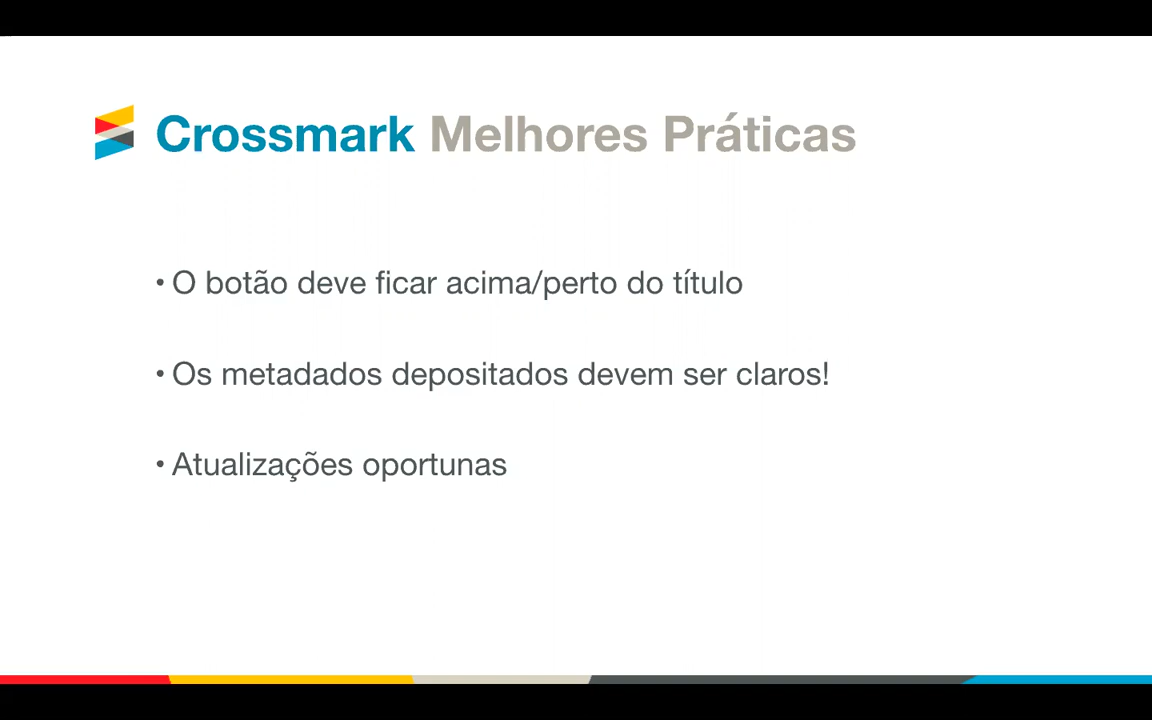 Crossmark Melhores Práticas
• O botão deve ficar acima/perto do título
• Os metadados depositados devem ser claros!
• Atualizações oportunas